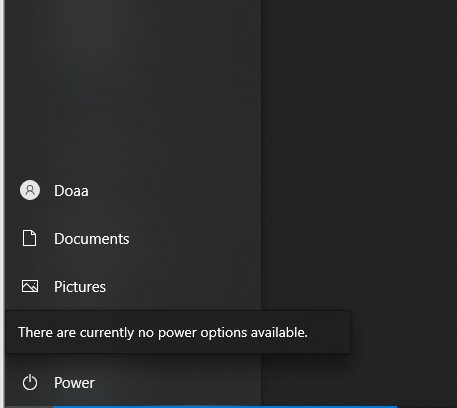 Doaa
Documents
Pictures
There are currently no power options available.
Power